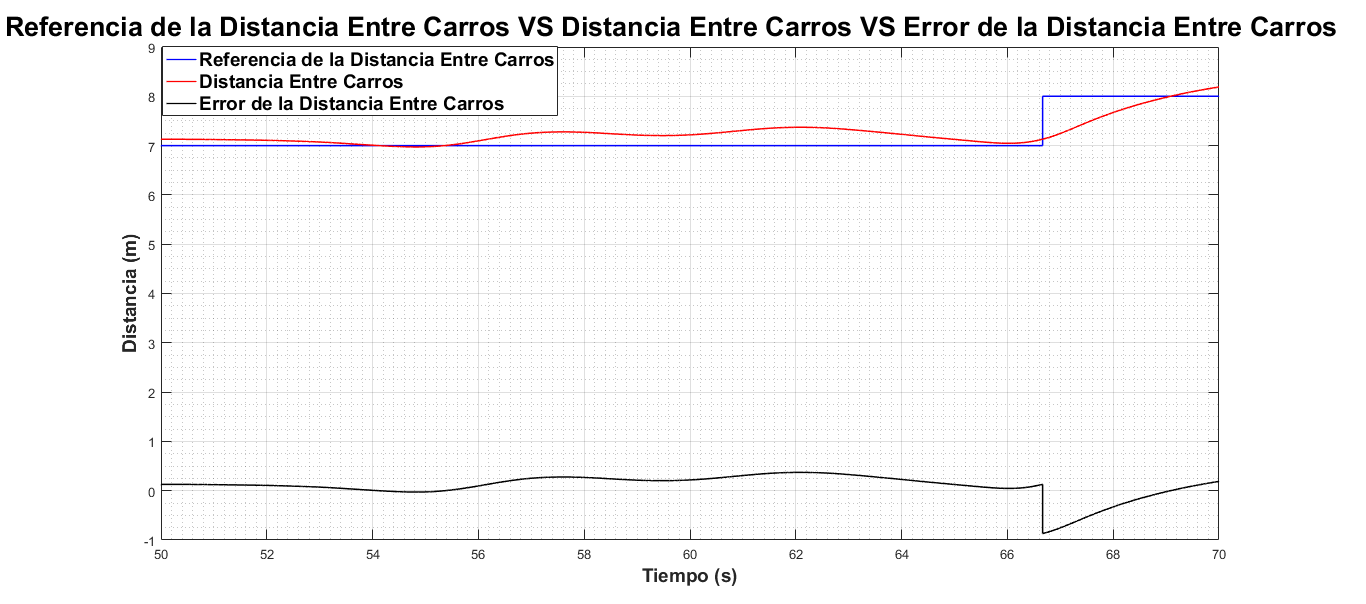 Referencia de la Distancia Entre Carros VS Distancia Entre Carros VS Error de la Distancia Entre Carros
Referencia de la Distancia Entre Carros
Distancia Entre Carros
Error de la Distancia Entre Carros
9
8
7
6
5
4
3
2
1
0
-1
Distancia (m)
50 52 54 56 58 60 62 64 66 68 70
Tiempo (s)